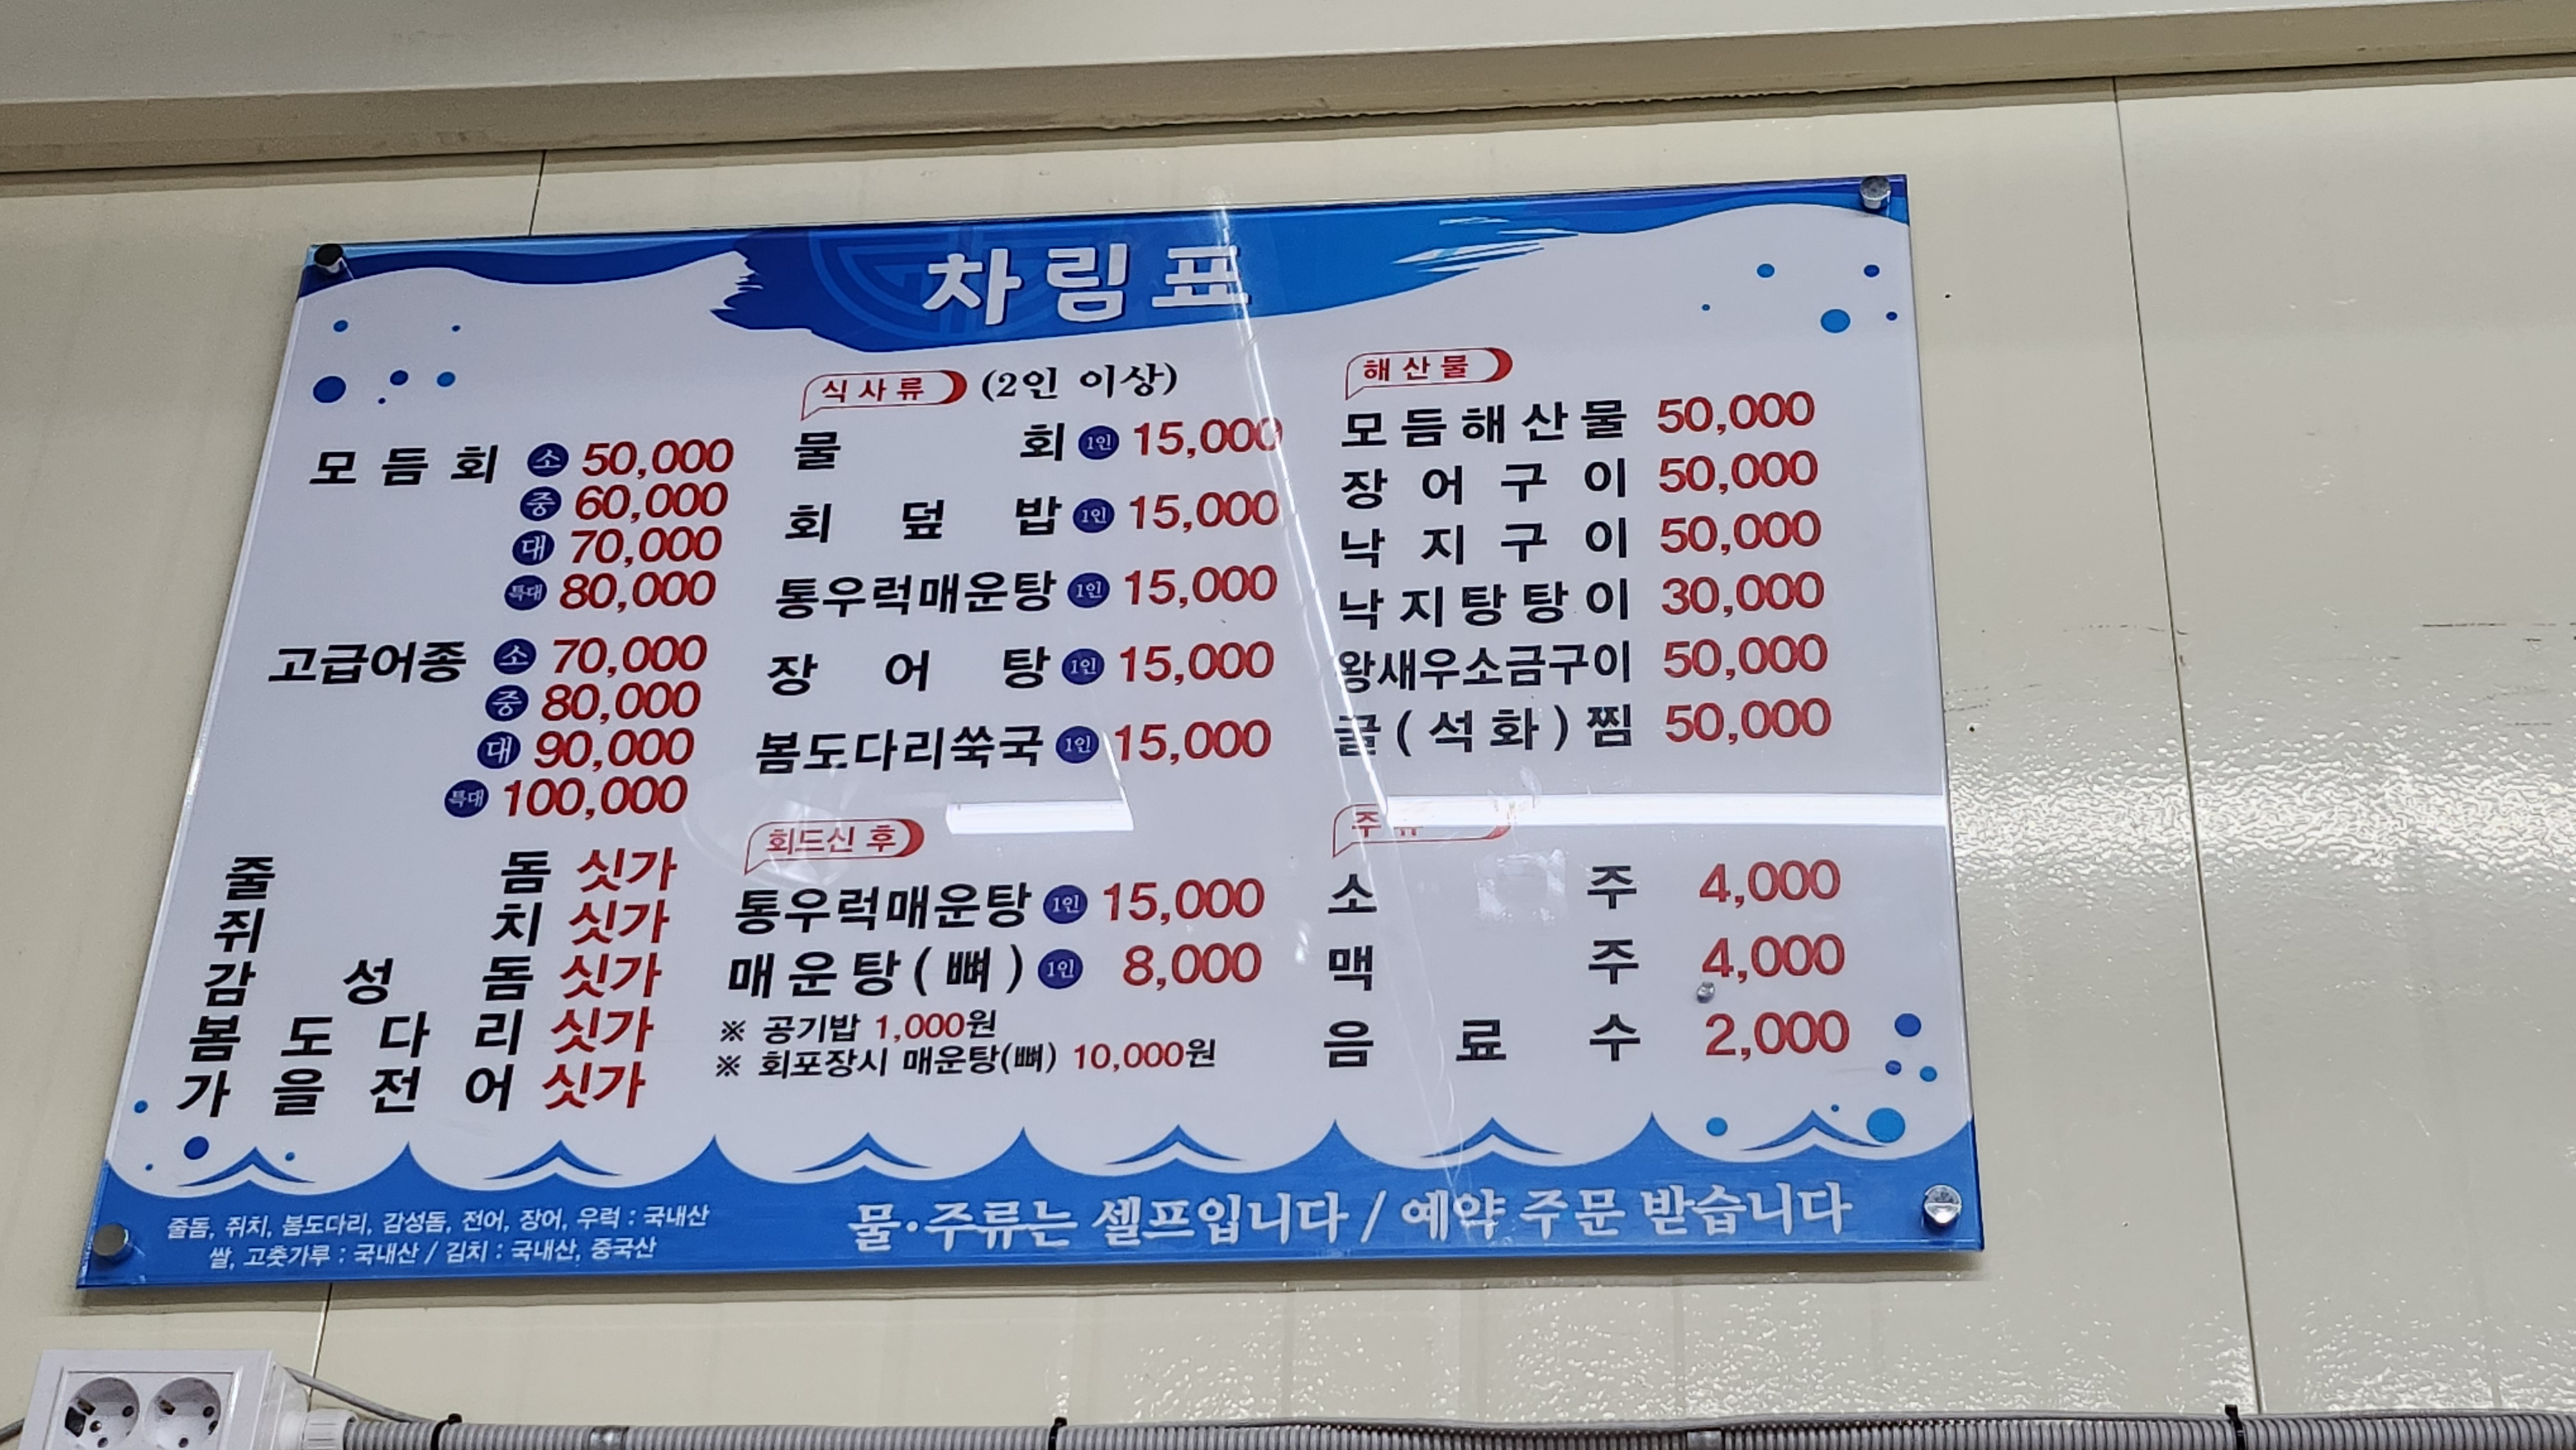 차림표
모듬회 소 50,000
중 60,000
대 70,000
특대 80,000
고급어종 소 70,000
중 80,000
대 90,000
특대 100,000
줄돔 싯가
쥐치 싯가
감성돔 싯가
봄도다리 싯가
가을전어 싯가
식사류 (2인 이상)
물회 1인 15,000
회덮밥 1인 15,000
통우럭매운탕 1인 15,000
장어탕 1인 15,000
봄도다리쑥국 1인 15,000
회드신 후
통우럭매운탕 1인 15,000
매운탕(뼈) 1인 8,000
※ 공기밥 1,000원
※ 회포장시 매운탕(뼈) 10,000원
해산물
모듬해산물 50,000
장어구이 50,000
낙지구이 50,000
낙지탕탕이 30,000
왕새우소금구이 50,000
굴(석화)찜 50,000
주류
소주 4,000
맥주 4,000
음료수 2,000
줄돔, 쥐치, 봄도다리, 감성돔, 전어, 장어, 우럭 : 국내산
쌀, 고춧가루 : 국내산 / 김치 : 국내산, 중국산
물·주류는 셀프입니다 / 예약 주문 받습니다